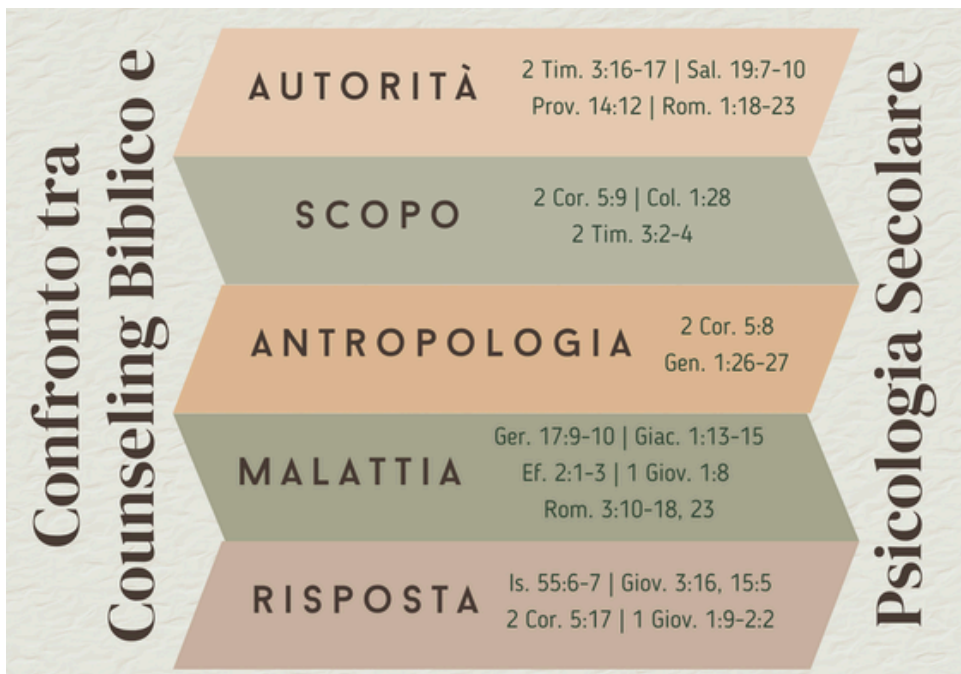 Confronto tra
Counseling Biblico e
AUTORITÀ
2 Tim. 3:16-17 | Sal. 19:7-10
Prov. 14:12 | Rom. 1:18-23
SCOPO
2 Cor. 5:9 | Col. 1:28
2 Tim. 3:2-4
ANTROPOLOGIA
2 Cor. 5:8
Gen. 1:26-27
MALATTIA
Ger. 17:9-10 | Giac. 1:13-15
Ef. 2:1-3 | 1 Giov. 1:8
Rom. 3:10-18, 23
RISPOSTA
Is. 55:6-7 | Giov. 3:16, 15:5
2 Cor. 5:17 | 1 Giov. 1:9-2:2
Psicologia Secolare